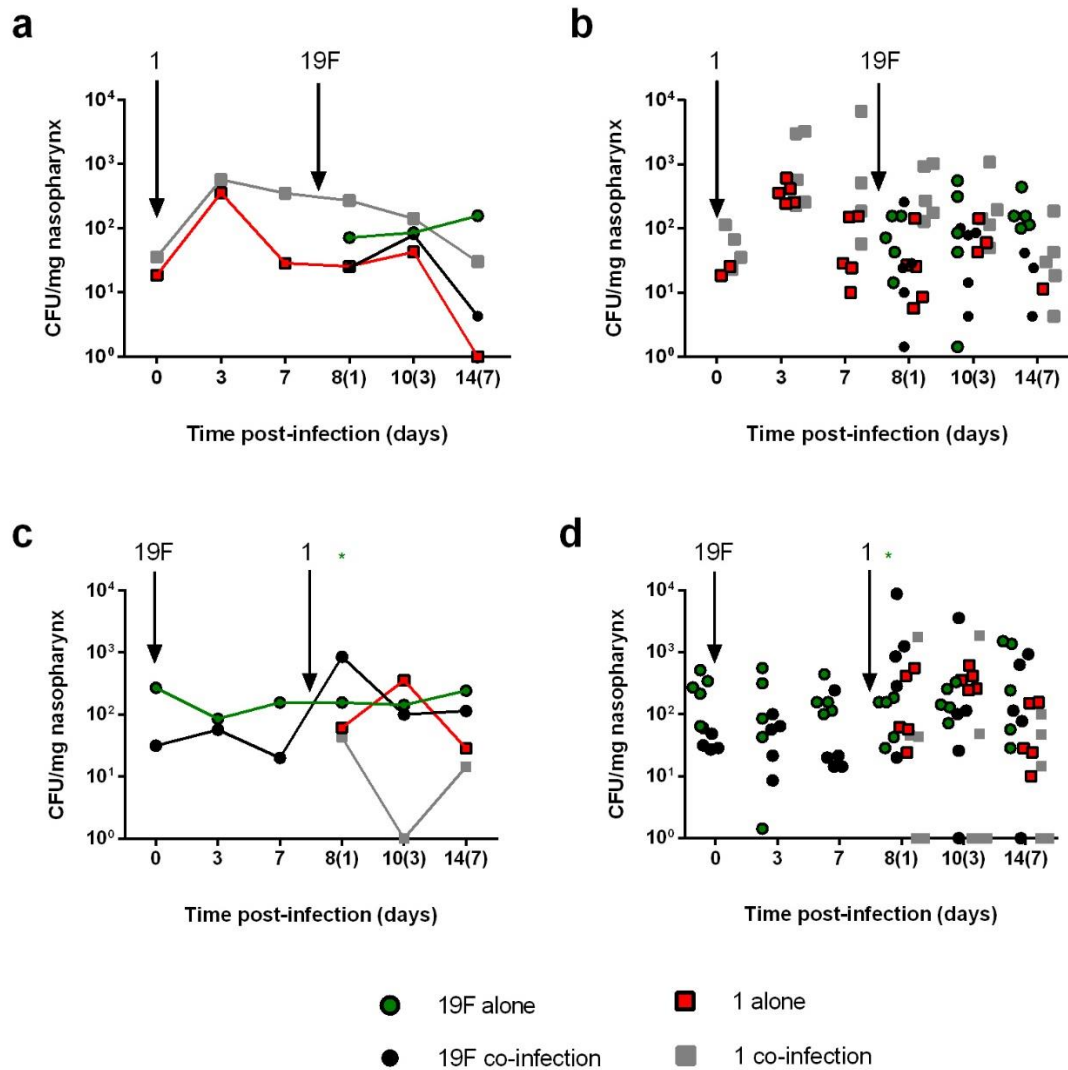 a
1
19F
10⁴
10³
10²
10¹
10⁰
CFU/mg nasopharynx
0 3 7 8(1) 10(3) 14(7)
Time post-infection (days)
b
1
19F
10⁴
10³
10²
10¹
10⁰
CFU/mg nasopharynx
0 3 7 8(1) 10(3) 14(7)
Time post-infection (days)
c
19F
1 *
10⁴
10³
10²
10¹
10⁰
CFU/mg nasopharynx
0 3 7 8(1) 10(3) 14(7)
Time post-infection (days)
d
19F
1 *
10⁴
10³
10²
10¹
10⁰
CFU/mg nasopharynx
0 3 7 8(1) 10(3) 14(7)
Time post-infection (days)
19F alone
1 alone
19F co-infection
1 co-infection